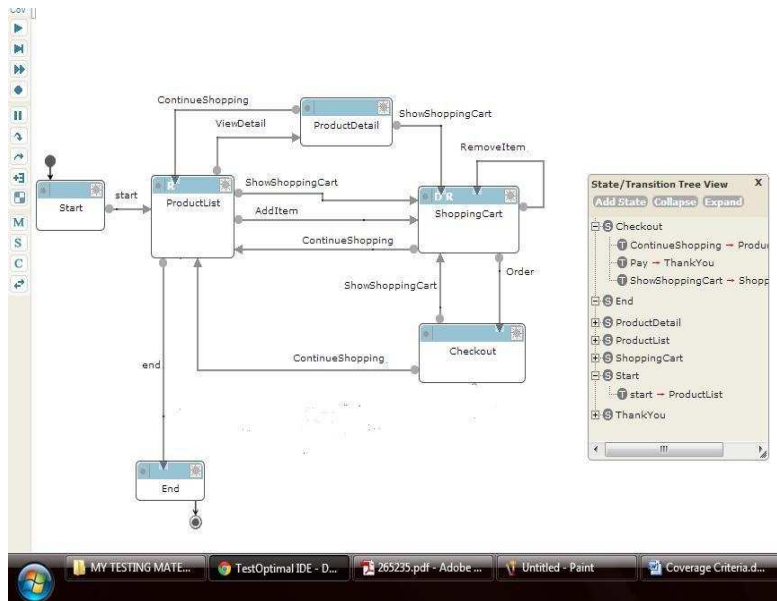 Cov
M
S
C
ContinueShopping
ProductDetail
ShowShoppingCart
ViewDetail
RemoveItem
Start
start
R
ProductList
ShowShoppingCart
AddItem
D R
ShoppingCart
ContinueShopping
ShowShoppingCart
Order
Checkout
ContinueShopping
end
End
State/Transition Tree View X
Add State Collapse Expand
S Checkout
T ContinueShopping → Produ
T Pay → ThankYou
T ShowShoppingCart → Shopp
S End
S ProductDetail
S ProductList
S ShoppingCart
S Start
T start → ProductList
S ThankYou
MY TESTING MATE...
TestOptimal IDE - D...
265235.pdf - Adobe ...
Untitled - Paint
Coverage Criteria.d...